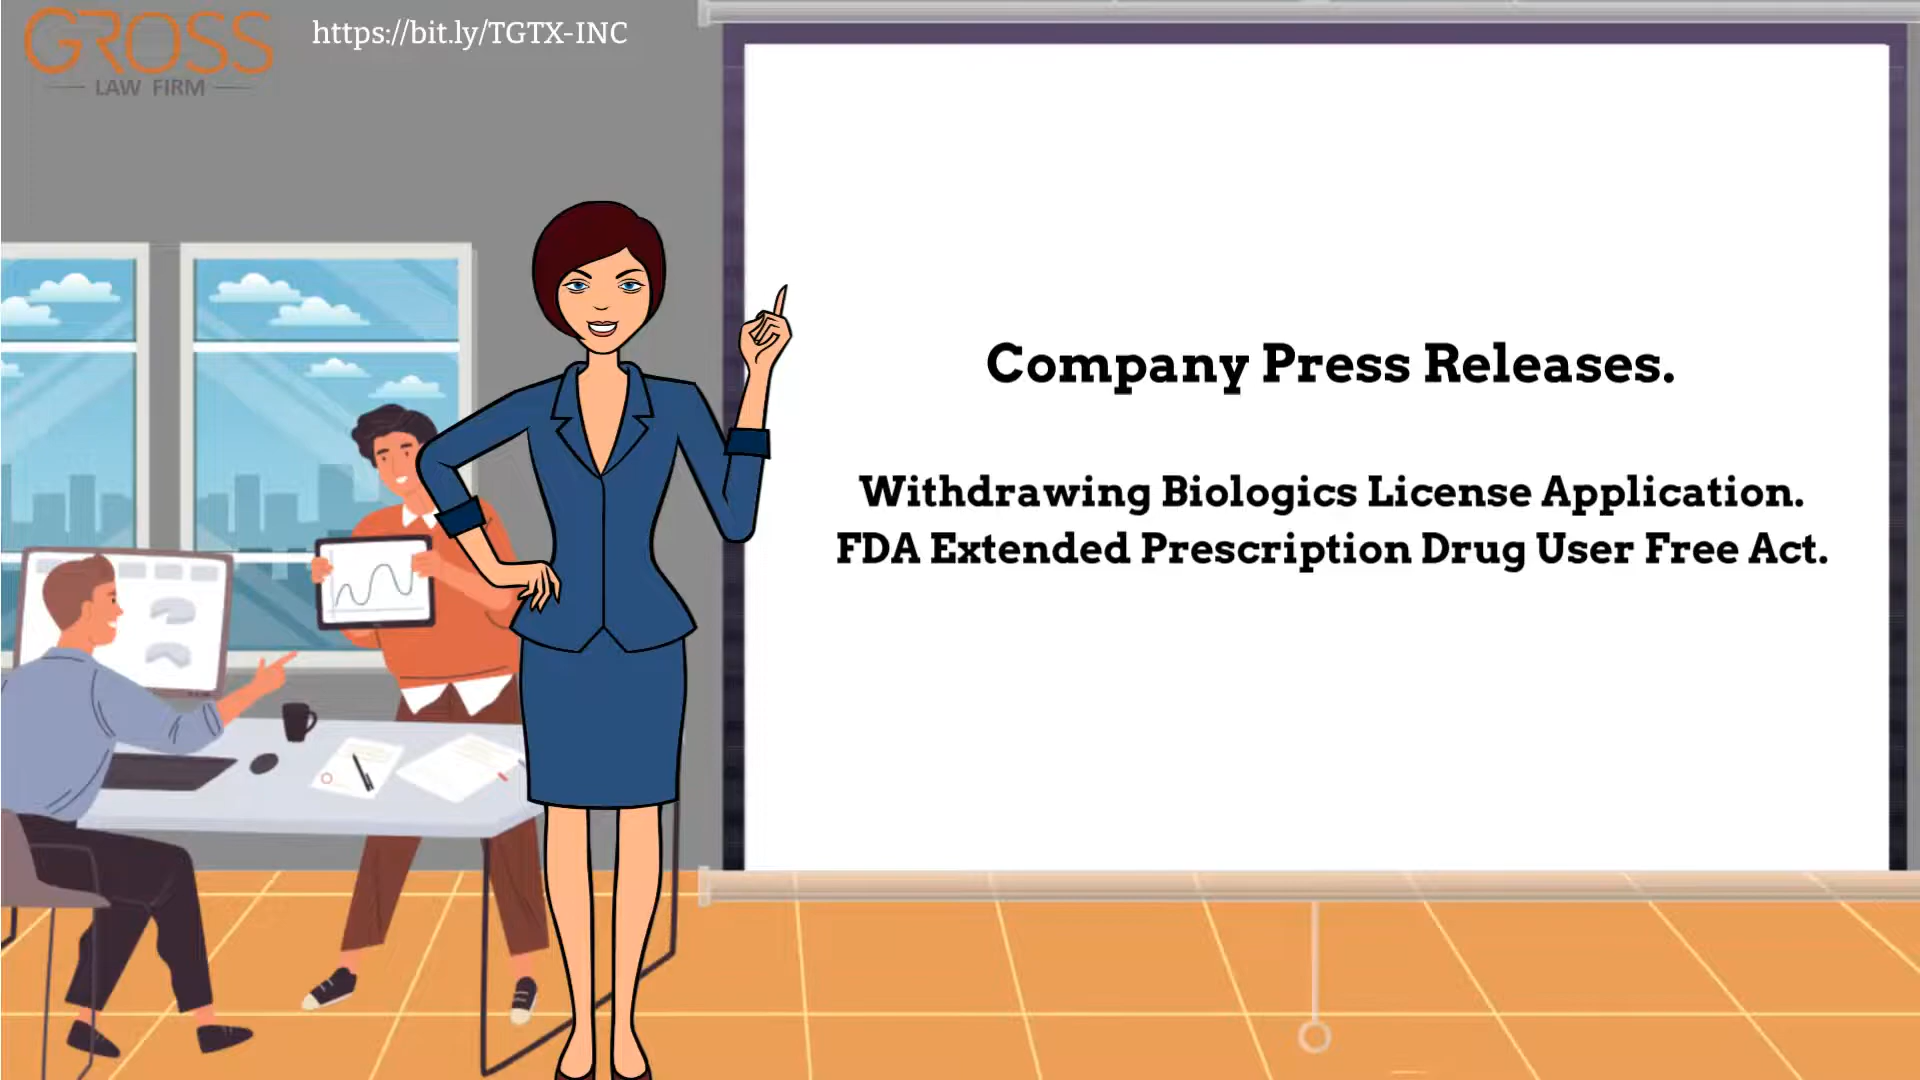 GROSS
LAW FIRM
https://bit.ly/TGTX-INC
Company Press Releases.
Withdrawing Biologics License Application.
FDA Extended Prescription Drug User Free Act.